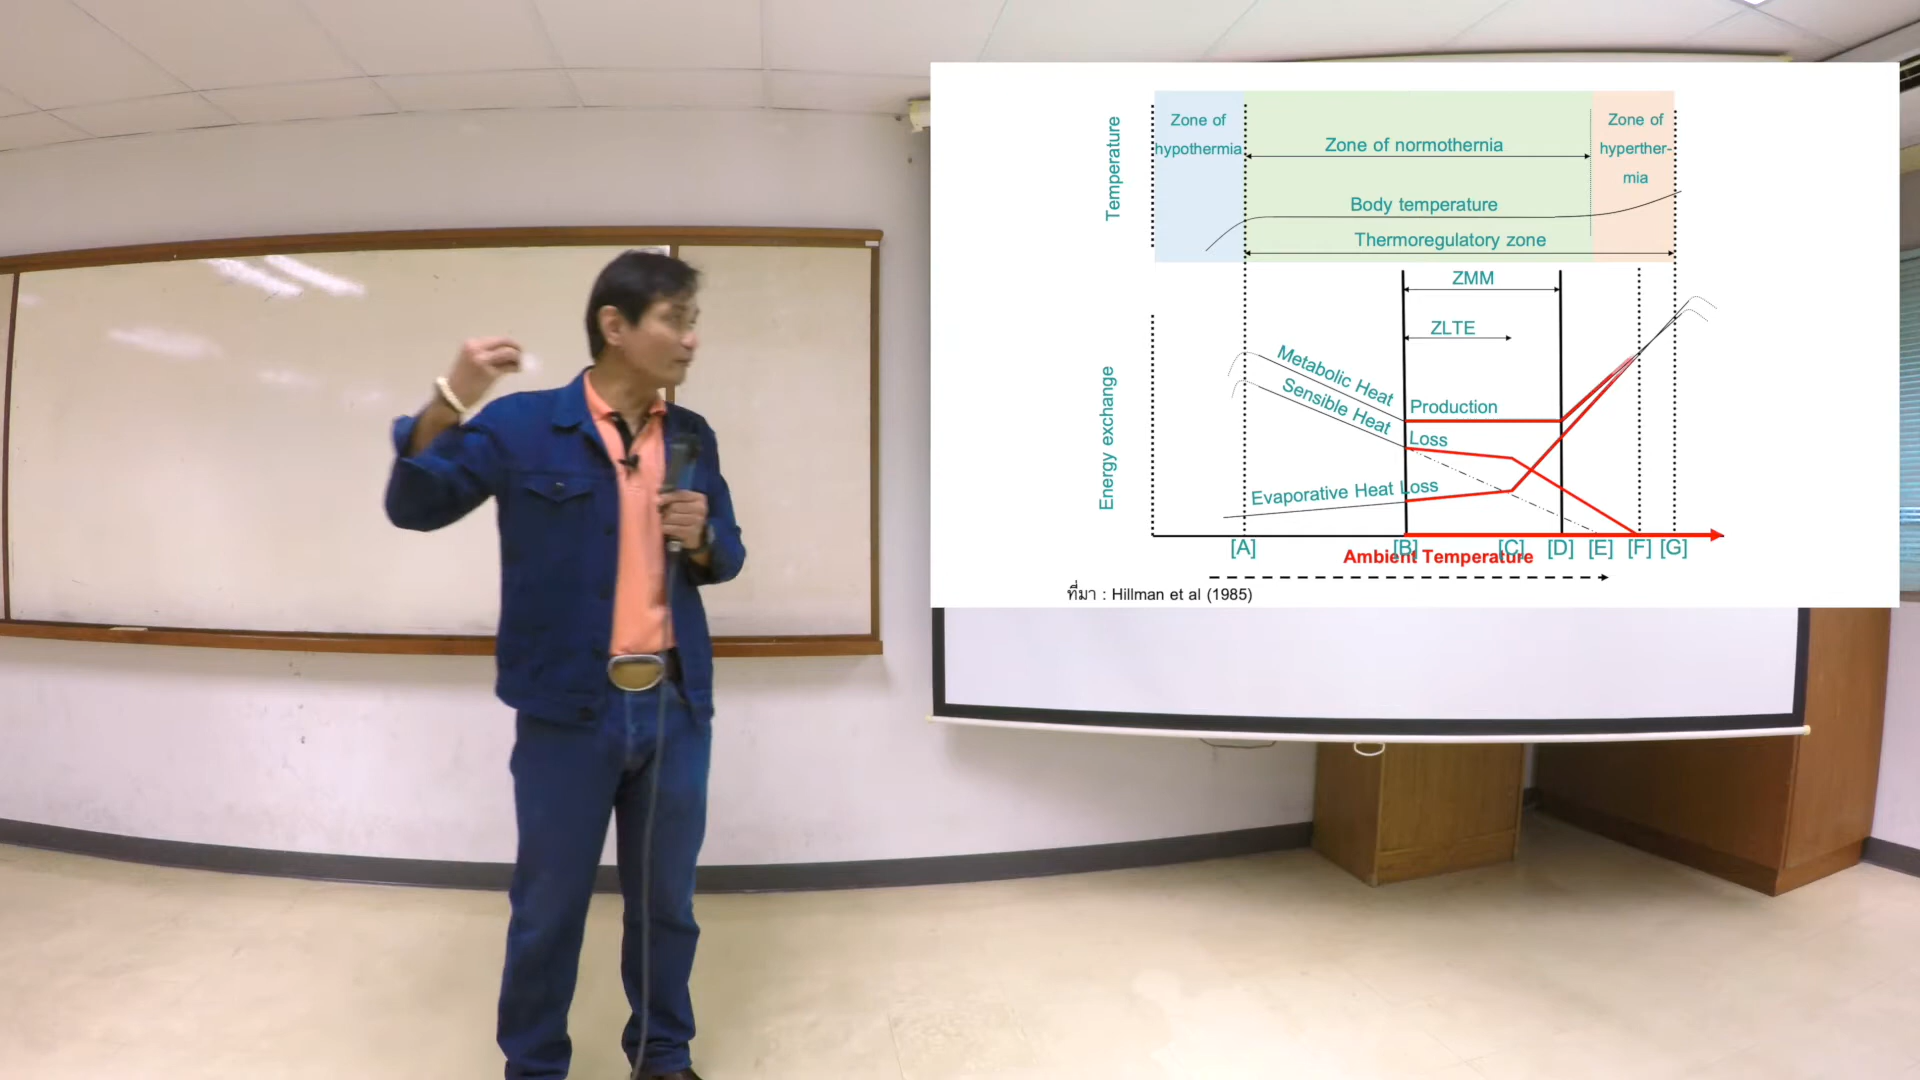 Temperature
Zone of
hypothermia
Zone of normothernia
Zone of
hyperther-
mia
Body temperature
Thermoregulatory zone
ZMM
ZLTE
Energy exchange
Metabolic Heat
Production
Sensible Heat
Loss
Evaporative Heat Loss
[A] [B] [C] [D] [E] [F] [G]
Ambient Temperature
ที่มา : Hillman et al (1985)